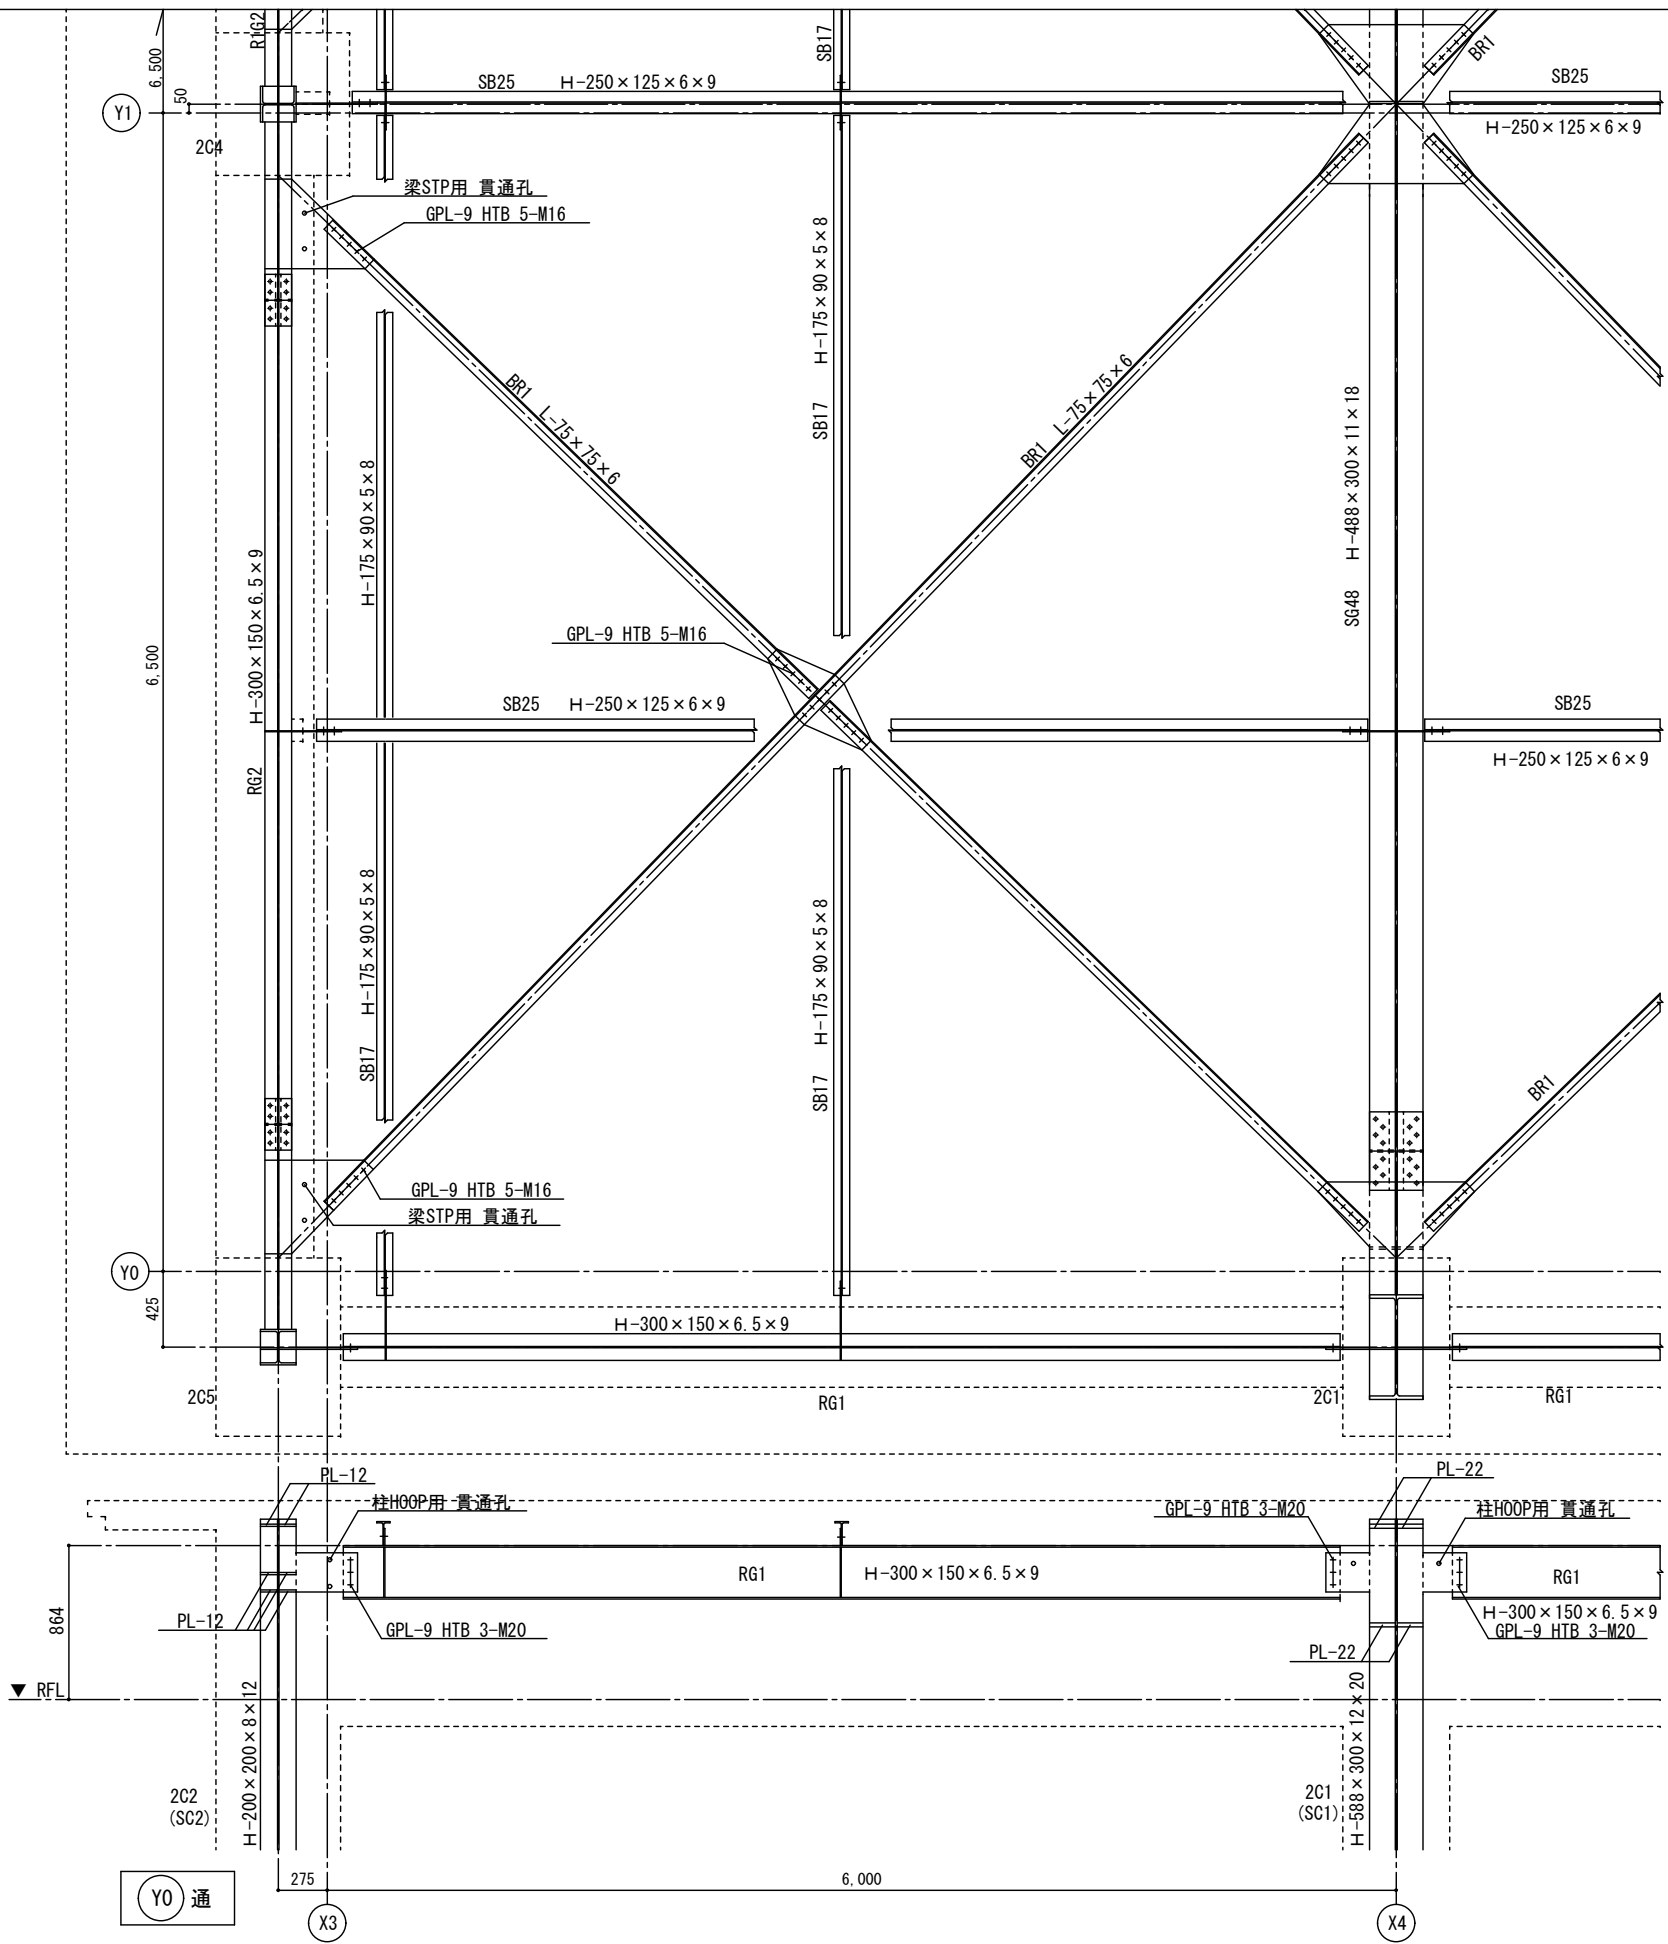 R1G2
6,500
SB17
BR1
SB25 H-250×125×6×9
SB25
50
Y1
H-250×125×6×9
2C4
梁STP用 貫通孔
GPL-9 HTB 5-M16
H-175×90×5×8
SB17
BR1 L-75×75×6
BR1 L-75×75×6
H-175×90×5×8
SG48 H-488×300×11×18
H-300×150×6.5×9
RG2
6,500
GPL-9 HTB 5-M16
SB25 H-250×125×6×9
SB25
H-250×125×6×9
H-175×90×5×8
SB17
H-175×90×5×8
SB17
BR1
GPL-9 HTB 5-M16
梁STP用 貫通孔
Y0
425
H-300×150×6.5×9
2C5
RG1
2C1
RG1
PL-12
PL-22
柱HOOP用 貫通孔
GPL-9 HTB 3-M20
柱HOOP用 貫通孔
RG1 H-300×150×6.5×9
RG1
864
PL-12
GPL-9 HTB 3-M20
H-300×150×6.5×9
GPL-9 HTB 3-M20
PL-22
▼ RFL
H-200×200×8×12
H-588×300×12×20
2C2
(SC2)
2C1
(SC1)
Y0 通
275
6,000
X3
X4